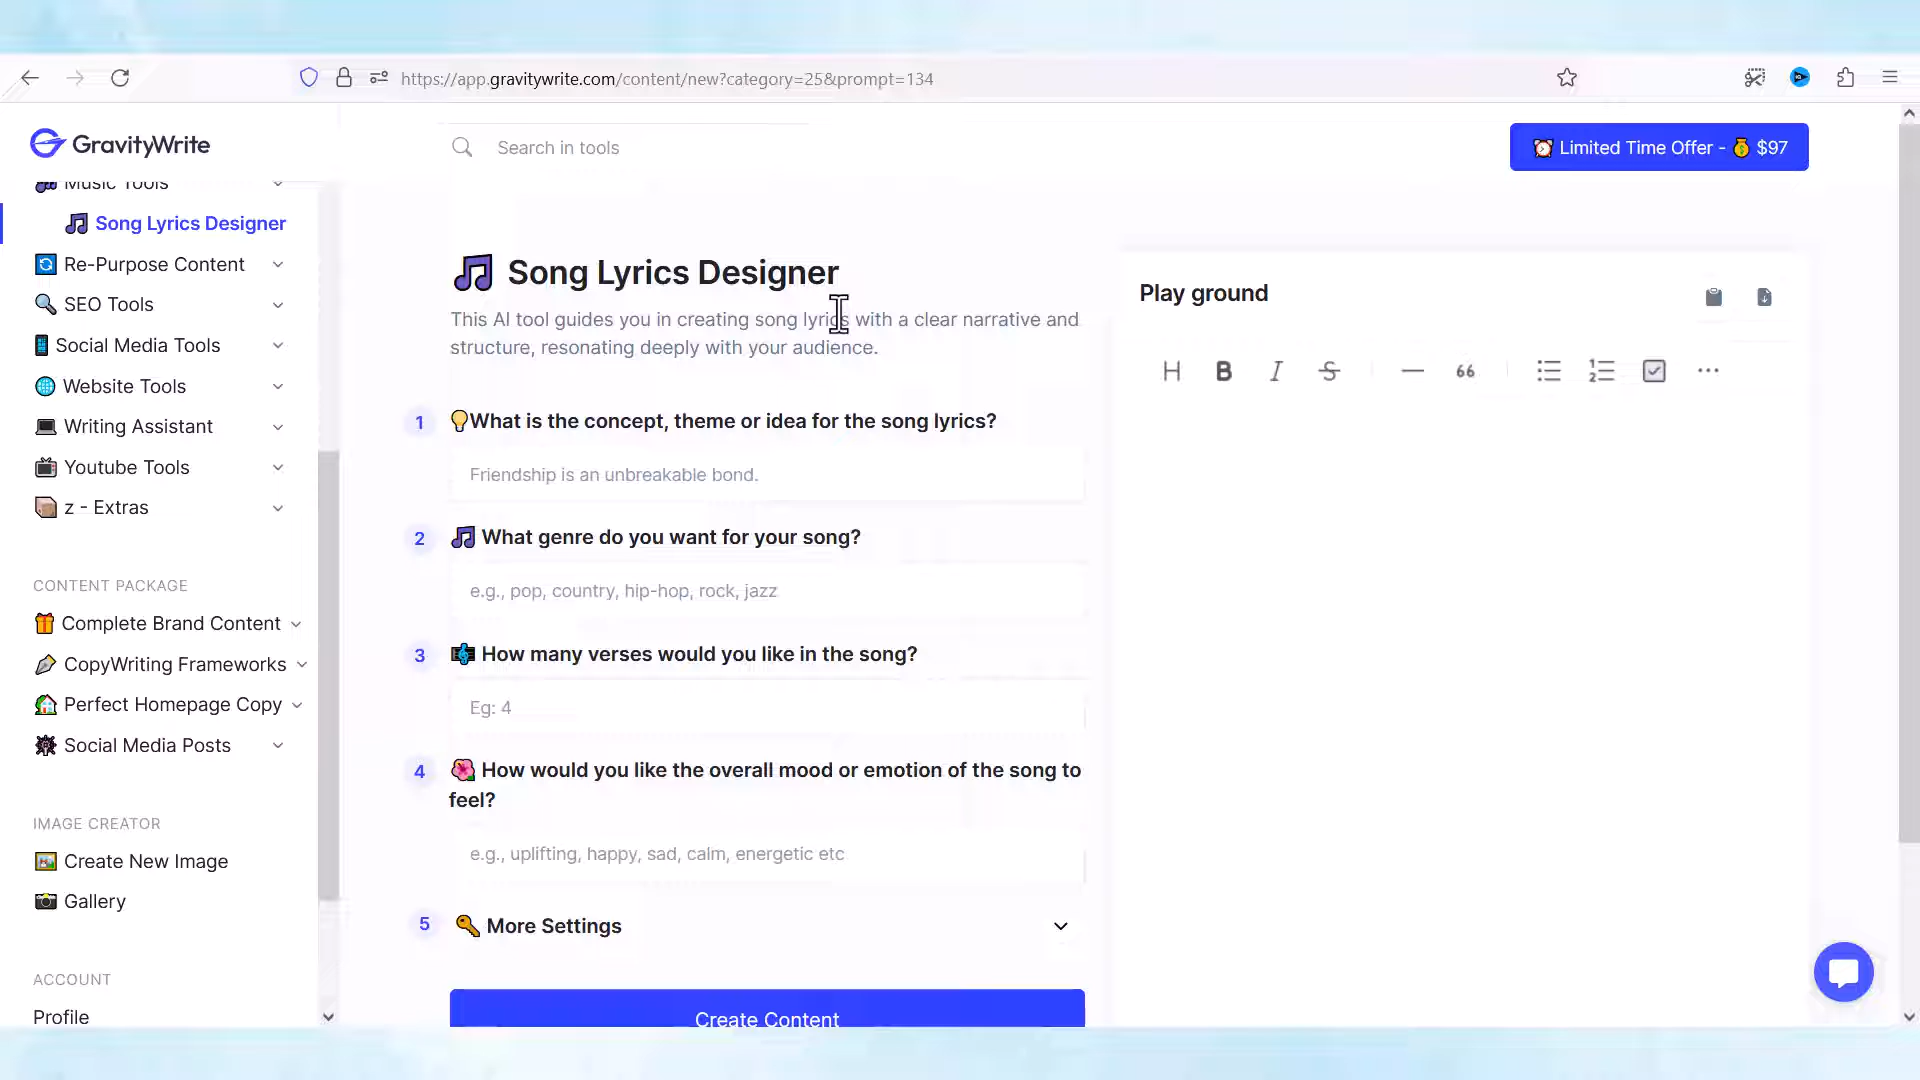 https://app.gravitywrite.com/content/new?category=25&prompt=134
GravityWrite
Search in tools
Limited Time Offer - $97
Music Tools
Song Lyrics Designer
Re-Purpose Content
SEO Tools
Social Media Tools
Website Tools
Writing Assistant
Youtube Tools
z - Extras
CONTENT PACKAGE
Complete Brand Content
CopyWriting Frameworks
Perfect Homepage Copy
Social Media Posts
IMAGE CREATOR
Create New Image
Gallery
ACCOUNT
Profile
Song Lyrics Designer
This AI tool guides you in creating song lyrics with a clear narrative and
structure, resonating deeply with your audience.
1 What is the concept, theme or idea for the song lyrics?
Friendship is an unbreakable bond.
2 What genre do you want for your song?
e.g., pop, country, hip-hop, rock, jazz
3 How many verses would you like in the song?
Eg: 4
4 How would you like the overall mood or emotion of the song to
feel?
e.g., uplifting, happy, sad, calm, energetic etc
5 More Settings
Create Content
Play ground
H B I S